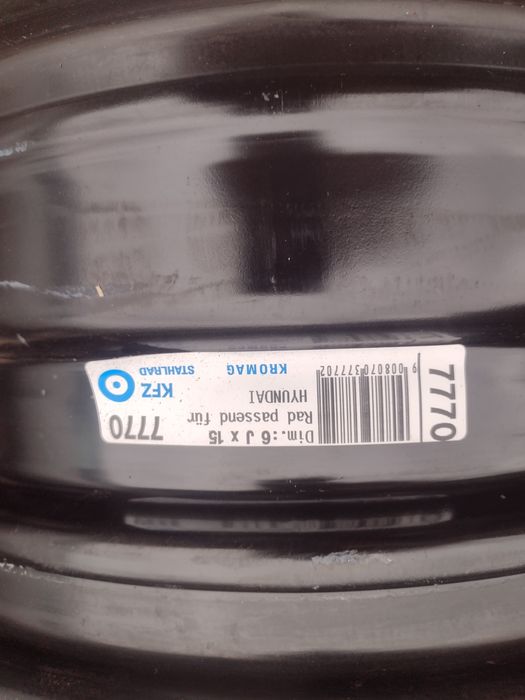 7770
Dim.: 6 J x 15
Rad passend für
HYUNDAI
KROMAG
KFZ
STAHLRAD
9 008070 377702
7770